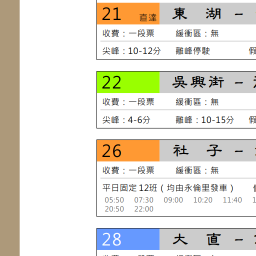 21 直達 東 湖 -
收費：一段票 緩衝區：無
尖峰：10-12分 離峰停駛
22 吳興街 -
收費：一段票 緩衝區：無
尖峰：4-6分 離峰：10-15分
26 社 子 -
收費：一段票 緩衝區：無
平日固定 12班（均由永倫里發車）
05:50 07:30 09:00 10:20 11:40
20:50 22:00
28 大 直 -